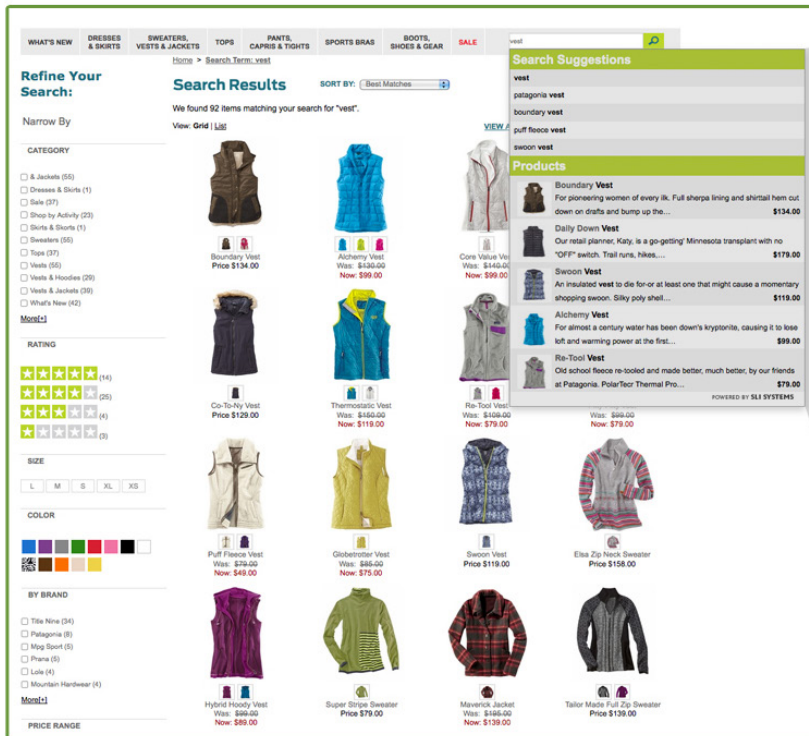 WHAT'S NEW
DRESSES
& SKIRTS
SWEATERS,
VESTS & JACKETS
TOPS
PANTS,
CAPRIS & TIGHTS
SPORTS BRAS
BOOTS,
SHOES & GEAR
SALE
vest
Home > Search Term: vest
Refine Your
Search:
Narrow By
CATEGORY
& Jackets (55)
Dresses & Skirts (1)
Sale (37)
Shop by Activity (23)
Skirts & Skorts (1)
Sweaters (55)
Tops (37)
Vests (55)
Vests & Hoodies (29)
Vests & Jackets (39)
What's New (42)
More[+]
RATING
(14)
(25)
(4)
(3)
SIZE
L M S XL XS
COLOR
BY BRAND
Title Nine (34)
Patagonia (8)
Mpg Sport (5)
Prana (5)
Lole (4)
Mountain Hardwear (4)
More[+]
PRICE RANGE
Search Results
SORT BY: Best Matches
We found 92 items matching your search for "vest".
View: Grid | List
VIEW A
Boundary Vest
Price $134.00
Alchemy Vest
Was: $130.00
Now: $99.00
Core Value Ve
Was: $140.0
Now: $99.0
Co-To-Ny Vest
Price $129.00
Thermostatic Vest
Was: $150.00
Now: $119.00
Re-Tool Vest
Was: $109.00
Now: $79.00
Was: $99.00
Now: $79.00
Puff Fleece Vest
Was: $79.00
Now: $49.00
Globetrotter Vest
Was: $85.00
Now: $75.00
Swoon Vest
Price $119.00
Elsa Zip Neck Sweater
Price $158.00
Hybrid Hoody Vest
Was: $99.00
Now: $89.00
Super Stripe Sweater
Price $79.00
Maverick Jacket
Was: $195.00
Now: $139.00
Tailor Made Full Zip Sweater
Price $139.00
Search Suggestions
vest
patagonia vest
boundary vest
puff fleece vest
swoon vest
Products
Boundary Vest
For pioneering women of every ilk. Full sherpa lining and shirttail hem cut
down on drafts and bump up the... $134.00
Daily Down Vest
Our retail planner, Katy, is a go-getting' Minnesota transplant with no
"OFF" switch. Trail runs, hikes,... $179.00
Swoon Vest
An insulated vest to die for-or at least one that might cause a momentary
shopping swoon. Silky poly shell... $119.00
Alchemy Vest
For almost a century water has been down's kryptonite, causing it to lose
loft and warming power at the first... $99.00
Re-Tool Vest
Old school fleece re-tooled and made better, much better, by our friends
at Patagonia. PolarTecr Thermal Pro... $79.00
POWERED BY SLI SYSTEMS